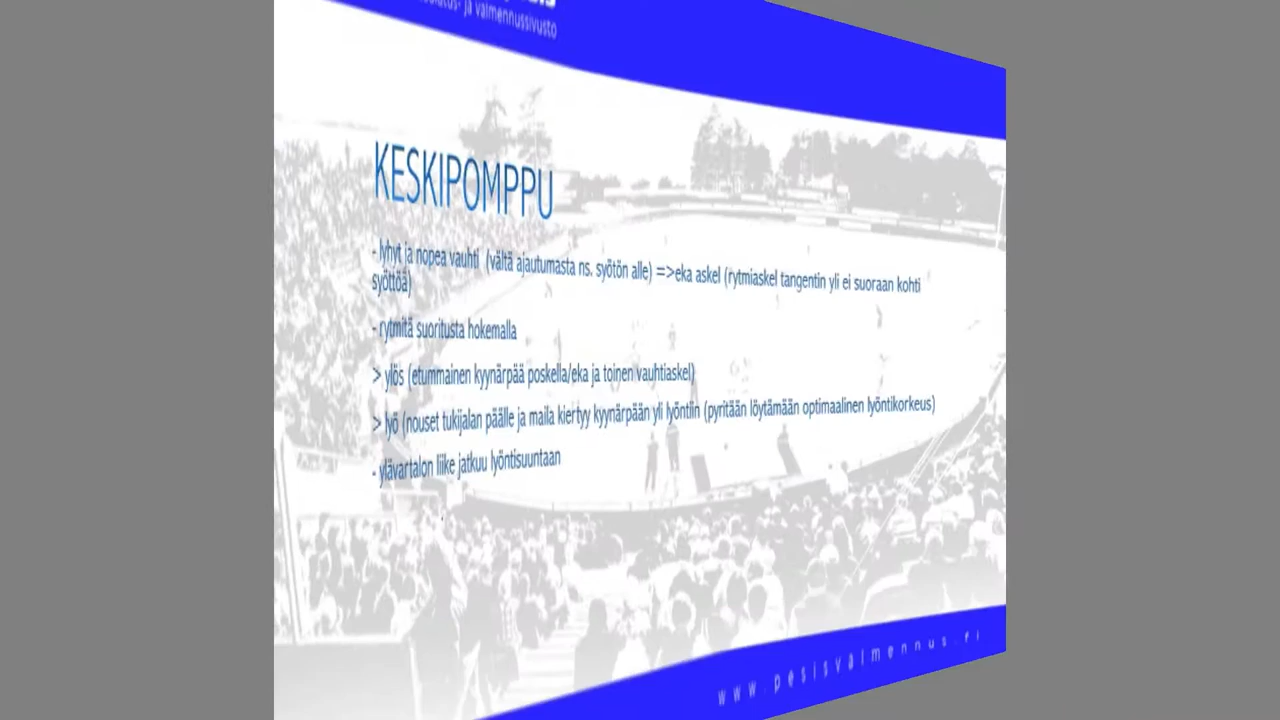 - ja valmennussivusto
KESKIPOMPPU
- lyhyt ja nopea vauhti (vältä ajautumasta ns. syötön alle) =>eka askel (rytmiaskel tangentin yli ei suoraan kohti
syöttöä)
- rytmitä suoritusta hokemalla
> ylös (etummainen kyynärpää poskella/eka ja toinen vauhtiaskel)
> lyö (nouset tukijalan päälle ja maila kiertyy kyynärpään yli lyöntiin (pyritään löytämään optimaalinen lyöntikorkeus)
- ylävartalon liike jatkuu lyöntisuuntaan
www.pesisvalmennus.fi